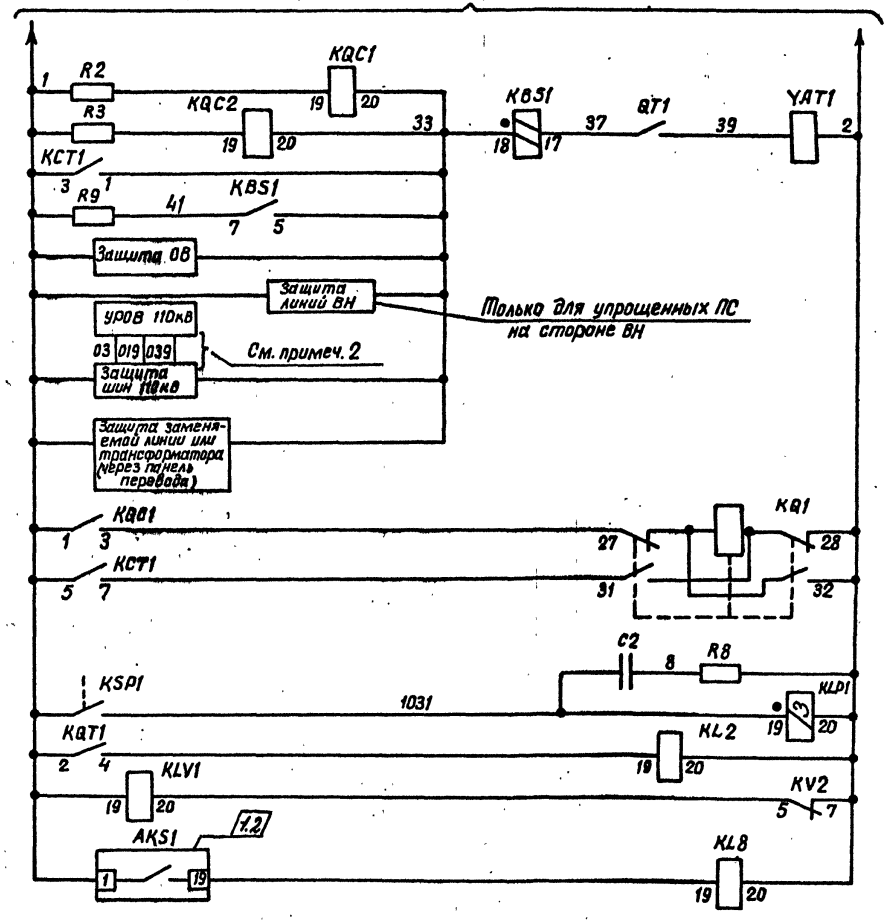 R2
KQC1
1
19 20
R3
KQC2
19 20
33
KBS1
18 17
37
QT1
39
YAT1
2
KCT1
3 1
R9
41
KBS1
7 5
Защита ОВ
Защита
линий ВН
Только для упрощенных ПС
на стороне ВН
УРОВ 110кВ
03 019 039
См. примеч. 2
Защита
шин 110кВ
Защита заменя-
емой линии или
трансформатора
(через панель
перевода)
KQC1
1 3
27
KQ1
28
KCT1
5 7
31
32
C2
8
R8
KSP1
1031
KLP1
3
19 20
KQT1
2 4
KL2
19 20
KLV1
19 20
KV2
5 7
AKS1
1.2
1 19
KL8
19 20